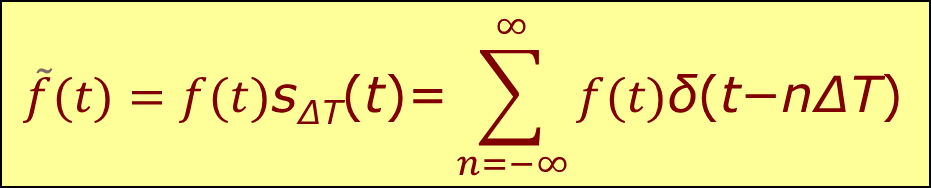 f̃(t) = f(t)s_ΔT(t)= ∑_{n=−∞}^{∞} f(t)δ(t−nΔT)